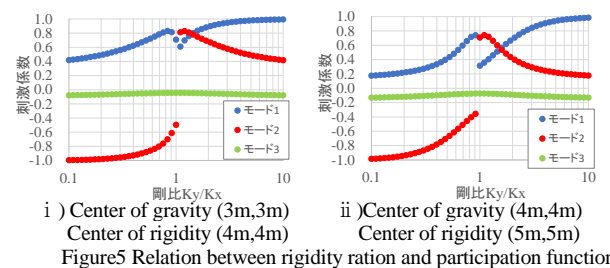 1.0
0.8
0.6
0.4
0.2
0.0
-0.2
-0.4
-0.6
-0.8
-1.0
刺激係数
モード1
モード2
モード3
0.1
1
10
剛比Ky/Kx
ⅰ) Center of gravity (3m,3m)
Center of rigidity (4m,4m)
1.0
0.8
0.6
0.4
0.2
0.0
-0.2
-0.4
-0.6
-0.8
-1.0
刺激係数
モード1
モード2
モード3
0.1
1
10
剛比Ky/Kx
ⅱ)Center of gravity (4m,4m)
Center of rigidity (5m,5m)
Figure5 Relation between rigidity ration and participation function